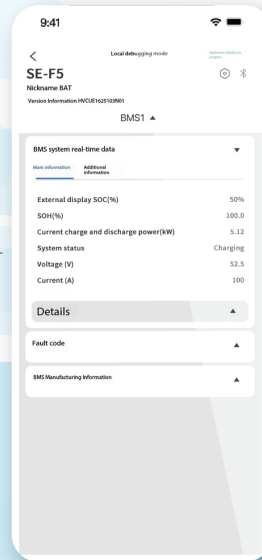 9:41
Local debugging mode
SE-F5
Nickname BAT
Version Information HVCUE1625103N01
BMS1 ▲
BMS system real-time data ▼
Main information Additional information
External display SOC(%) 50%
SOH(%) 100.0
Current charge and discharge power(kW) 5.12
System status Charging
Voltage (V) 52.5
Current (A) 100
Details ▲
Fault code ▲
BMS Manufacturing Information ▲